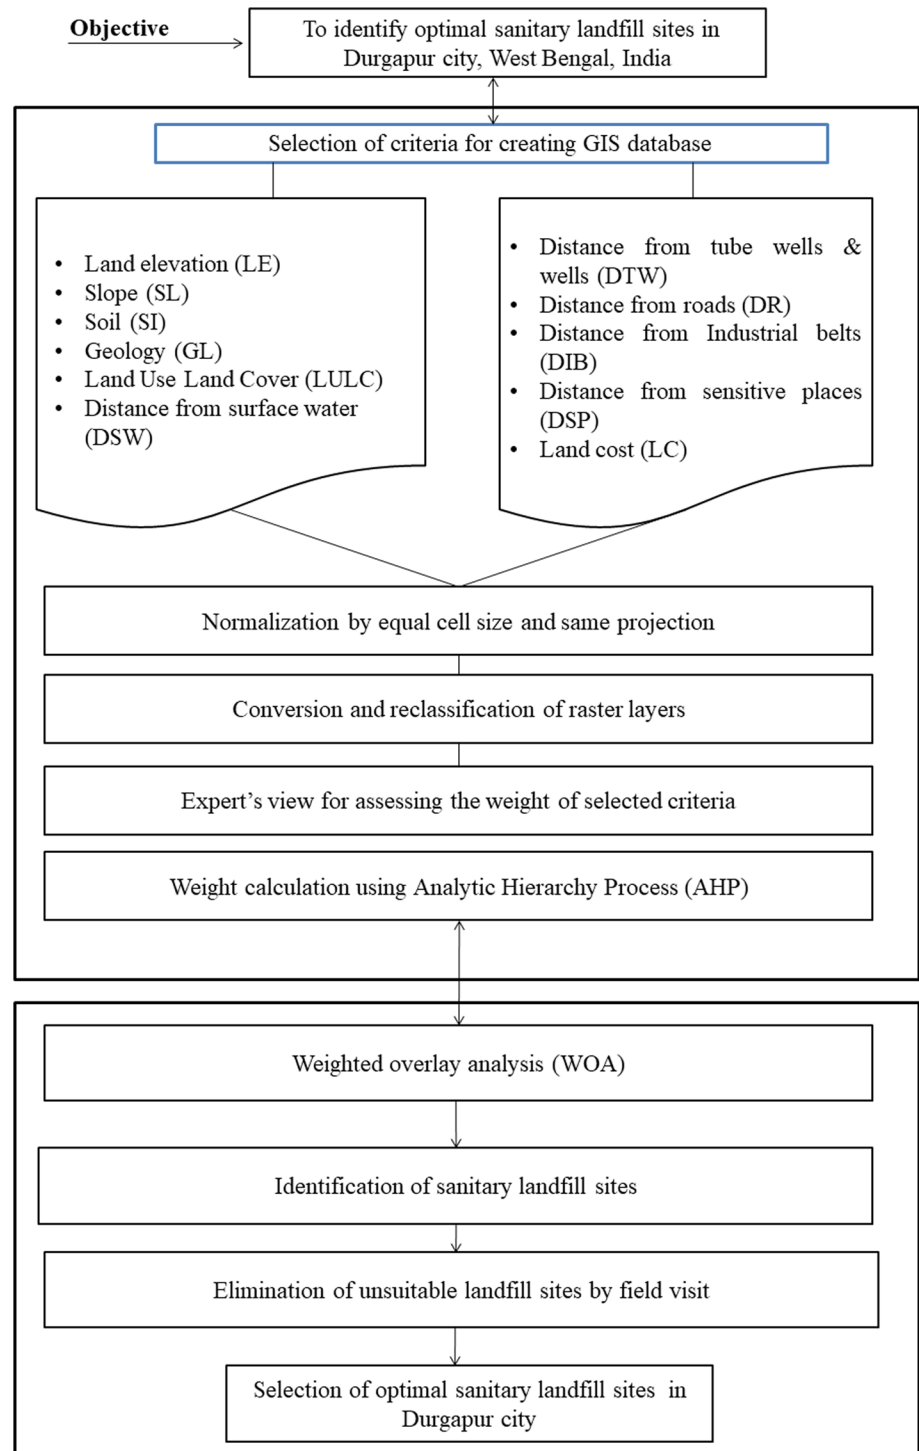 Objective
To identify optimal sanitary landfill sites in
Durgapur city, West Bengal, India
Selection of criteria for creating GIS database
• Land elevation (LE)
• Slope (SL)
• Soil (SI)
• Geology (GL)
• Land Use Land Cover (LULC)
• Distance from surface water
(DSW)
• Distance from tube wells &
wells (DTW)
• Distance from roads (DR)
• Distance from Industrial belts
(DIB)
• Distance from sensitive places
(DSP)
• Land cost (LC)
Normalization by equal cell size and same projection
Conversion and reclassification of raster layers
Expert’s view for assessing the weight of selected criteria
Weight calculation using Analytic Hierarchy Process (AHP)
Weighted overlay analysis (WOA)
Identification of sanitary landfill sites
Elimination of unsuitable landfill sites by field visit
Selection of optimal sanitary landfill sites in
Durgapur city